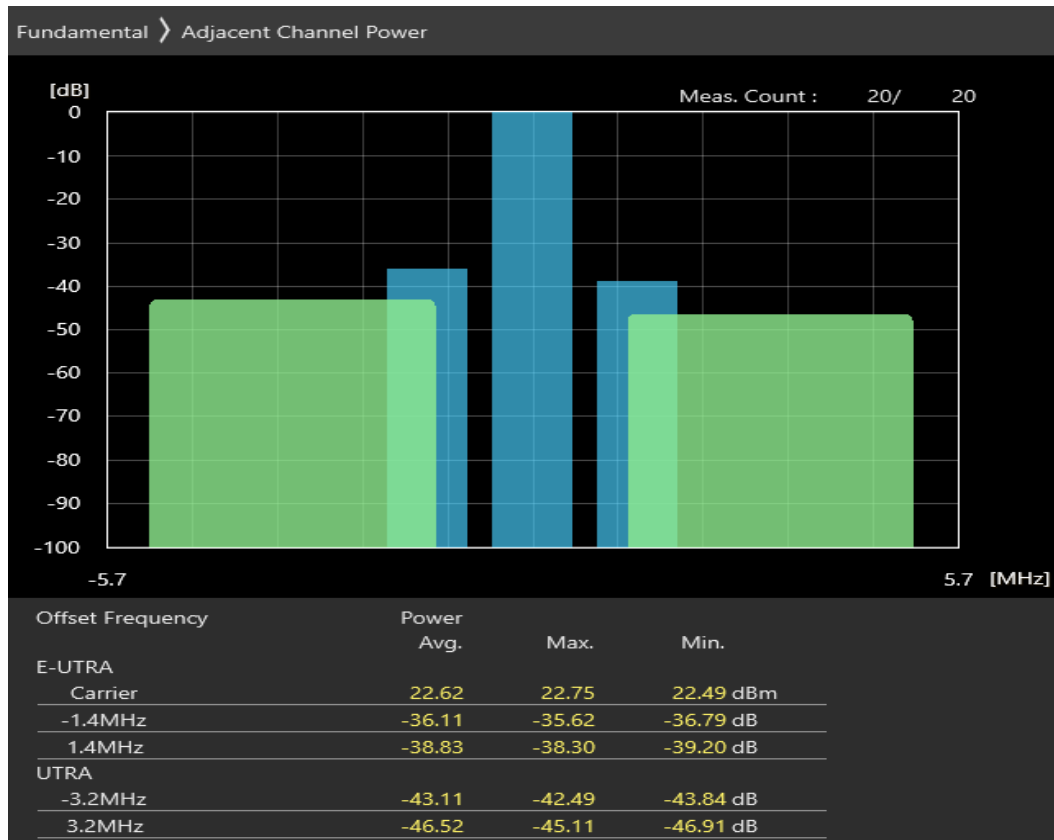 Fundamental 〉 Adjacent Channel Power
[dB]
Meas. Count : 20/ 20
0
-10
-20
-30
-40
-50
-60
-70
-80
-90
-100
-5.7 5.7 [MHz]
Offset Frequency Power
Avg. Max. Min.
E-UTRA
Carrier 22.62 22.75 22.49 dBm
-1.4MHz -36.11 -35.62 -36.79 dB
1.4MHz -38.83 -38.30 -39.20 dB
UTRA
-3.2MHz -43.11 -42.49 -43.84 dB
3.2MHz -46.52 -45.11 -46.91 dB